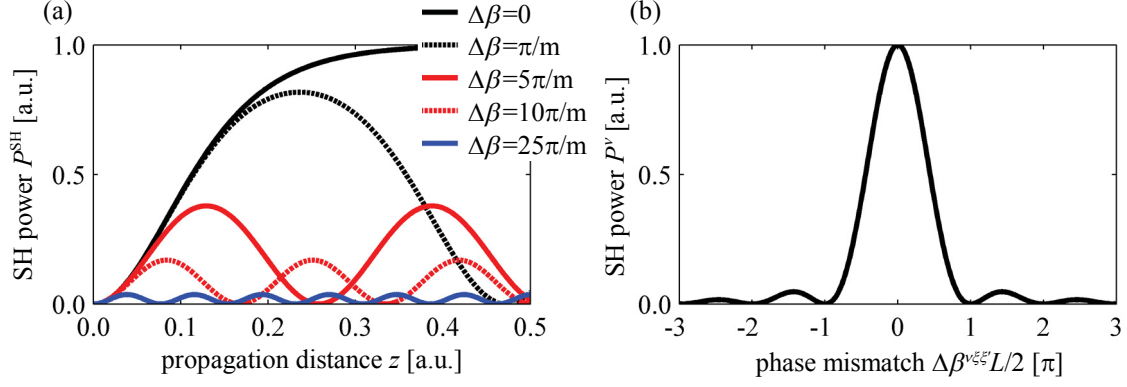 (a)
Δβ=0
Δβ=π/m
Δβ=5π/m
Δβ=10π/m
Δβ=25π/m
SH power P^SH [a.u.]
1.0
0.5
0.0
0.0 0.1 0.2 0.3 0.4 0.5
propagation distance z [a.u.]
(b)
SH power P^ν [a.u.]
1.0
0.5
0.0
-3 -2 -1 0 1 2 3
phase mismatch Δβ^νξξ'L/2 [π]